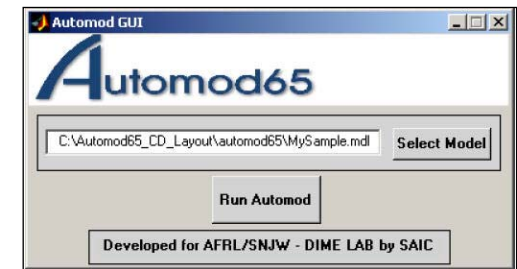 Automod GUI
Automod65
C:\Automod65_CD_Layout\automod65\MySample.mdl
Select Model
Run Automod
Developed for AFRL/SNJW - DIME LAB by SAIC